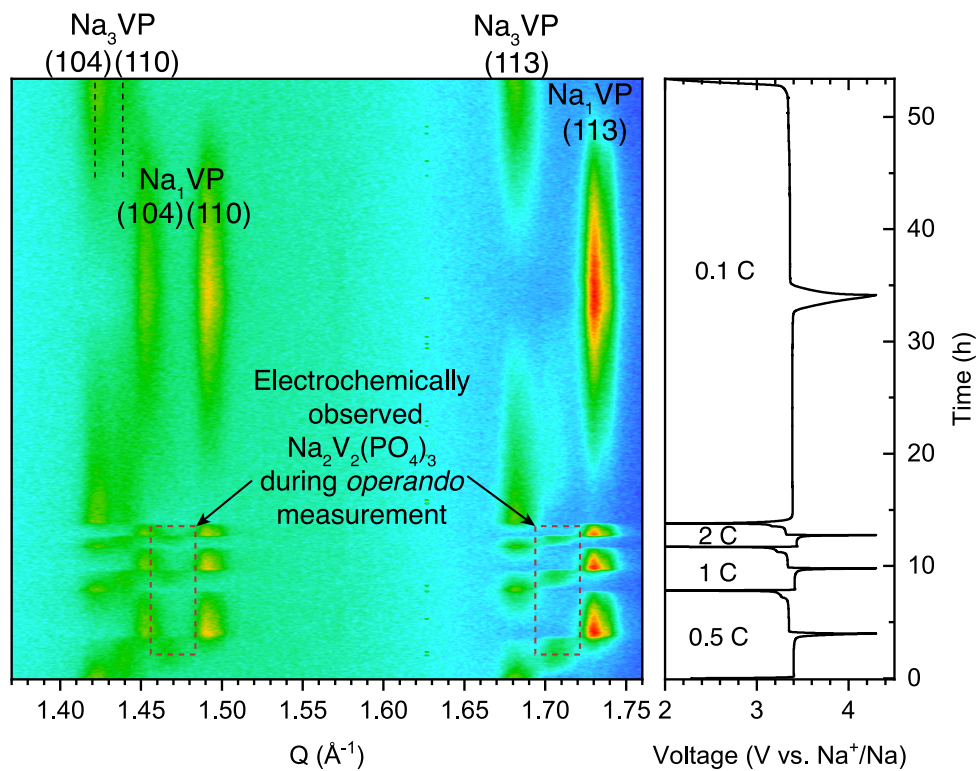 Na₃VP
(104)(110)
Na₃VP
(113)
Na₁VP
(113)
Na₁VP
(104)(110)
Electrochemically
observed
Na₂V₂(PO₄)₃
during operando
measurement
1.40 1.45 1.50 1.55 1.60 1.65 1.70 1.75
Q (Å⁻¹)
0.1 C
2 C
1 C
0.5 C
50
40
30
20
10
0
Time (h)
2 3 4
Voltage (V vs. Na⁺/Na)